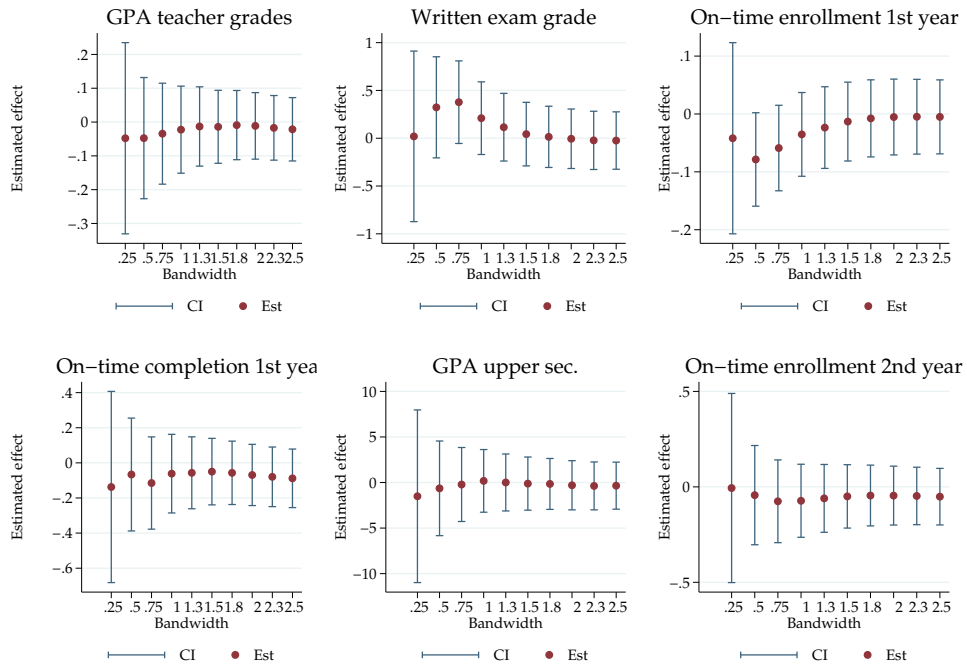 GPA teacher grades
Written exam grade
On-time enrollment 1st year
Estimated effect
.2
.1
0
-.1
-.2
-.3
.25 .5 .75 1 1.3 1.5 1.8 2 2.3 2.5
Bandwidth
CI Est
Estimated effect
1
.5
0
-.5
-1
.25 .5 .75 1 1.3 1.5 1.8 2 2.3 2.5
Bandwidth
CI Est
Estimated effect
.1
0
-.1
-.2
.25 .5 .75 1 1.3 1.5 1.8 2 2.3 2.5
Bandwidth
CI Est
On-time completion 1st yea
GPA upper sec.
On-time enrollment 2nd year
Estimated effect
.4
.2
0
-.2
-.4
-.6
.25 .5 .75 1 1.3 1.5 1.8 2 2.3 2.5
Bandwidth
CI Est
Estimated effect
10
5
0
-5
-10
.25 .5 .75 1 1.3 1.5 1.8 2 2.3 2.5
Bandwidth
CI Est
Estimated effect
.5
0
-.5
.25 .5 .75 1 1.3 1.5 1.8 2 2.3 2.5
Bandwidth
CI Est